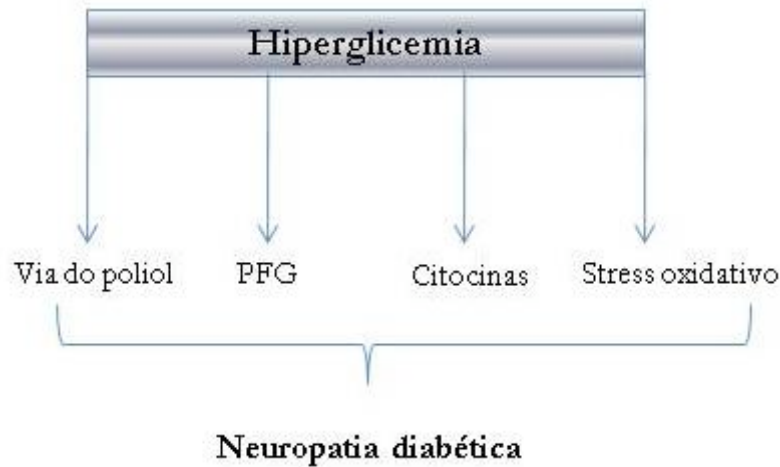 Hiperglicemia
Via do poliol PFG Citocinas Stress oxidativo
Neuropatia diabética